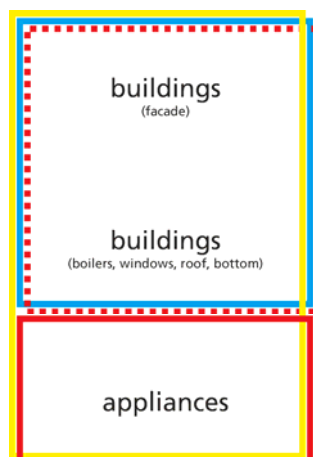 buildings
(facade)
buildings
(boilers, windows, roof, bottom)
appliances